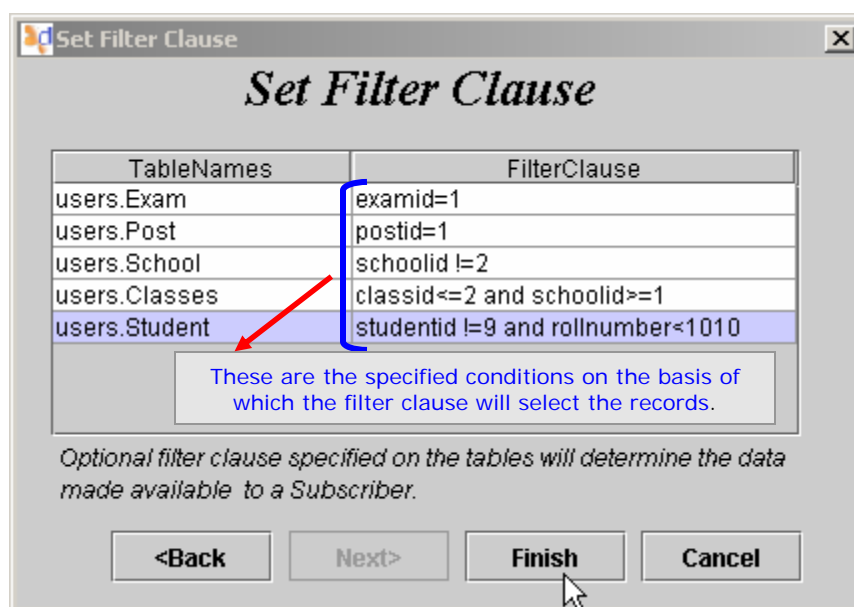 Set Filter Clause
Set Filter Clause
TableNames FilterClause
users.Exam examid=1
users.Post postid=1
users.School schoolid !=2
users.Classes classid<=2 and schoolid>=1
users.Student studentid !=9 and rollnumber<1010
These are the specified conditions on the basis of
which the filter clause will select the records.
Optional filter clause specified on the tables will determine the data
made available to a Subscriber.
<Back Next> Finish Cancel